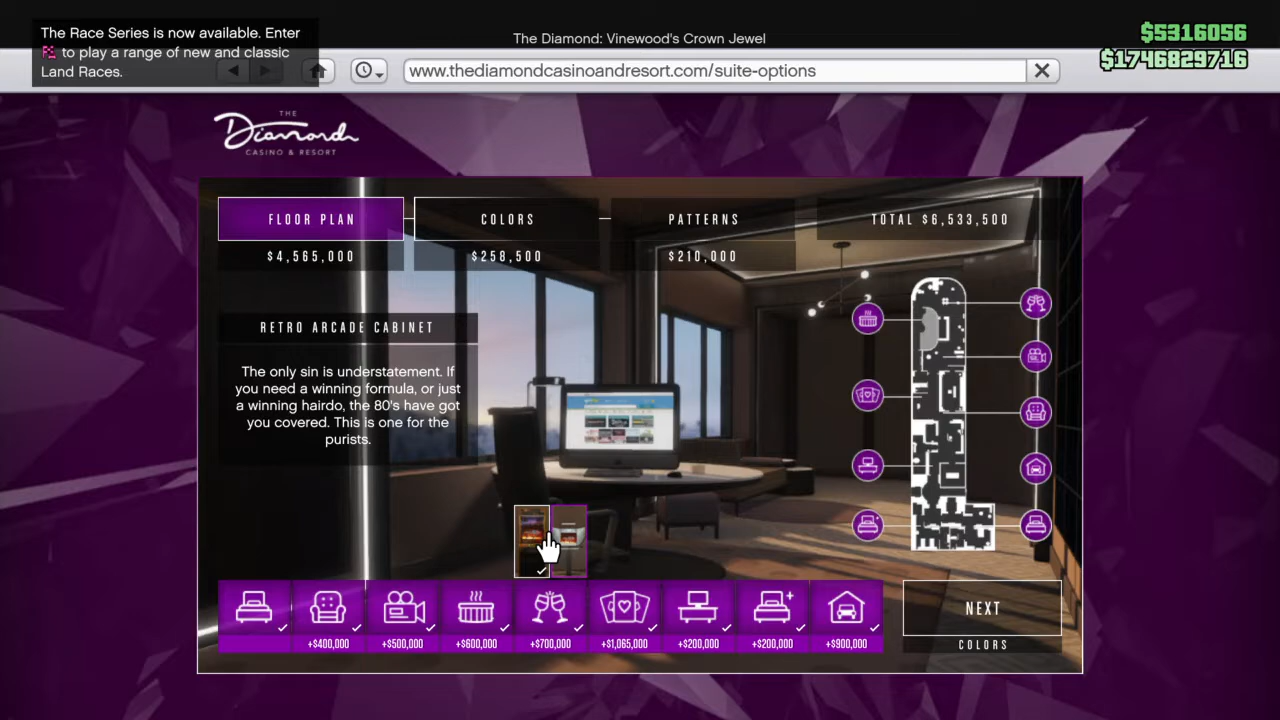 The Race Series is now available. Enter
to play a range of new and classic
Land Races.
The Diamond: Vinewood's Crown Jewel
$5316056
$1746829716
www.thediamondcasinoandresort.com/suite-options
THE
Diamond
CASINO & RESORT
FLOOR PLAN
COLORS
PATTERNS
TOTAL $6,533,500
$4,565,000
$258,500
$210,000
RETRO ARCADE CABINET
The only sin is understatement. If
you need a winning formula, or just
a winning hairdo, the 80's have got
you covered. This is one for the
purists.
+$400,000
+$500,000
+$600,000
+$700,000
+$1,065,000
+$200,000
+$200,000
+$900,000
NEXT
COLORS